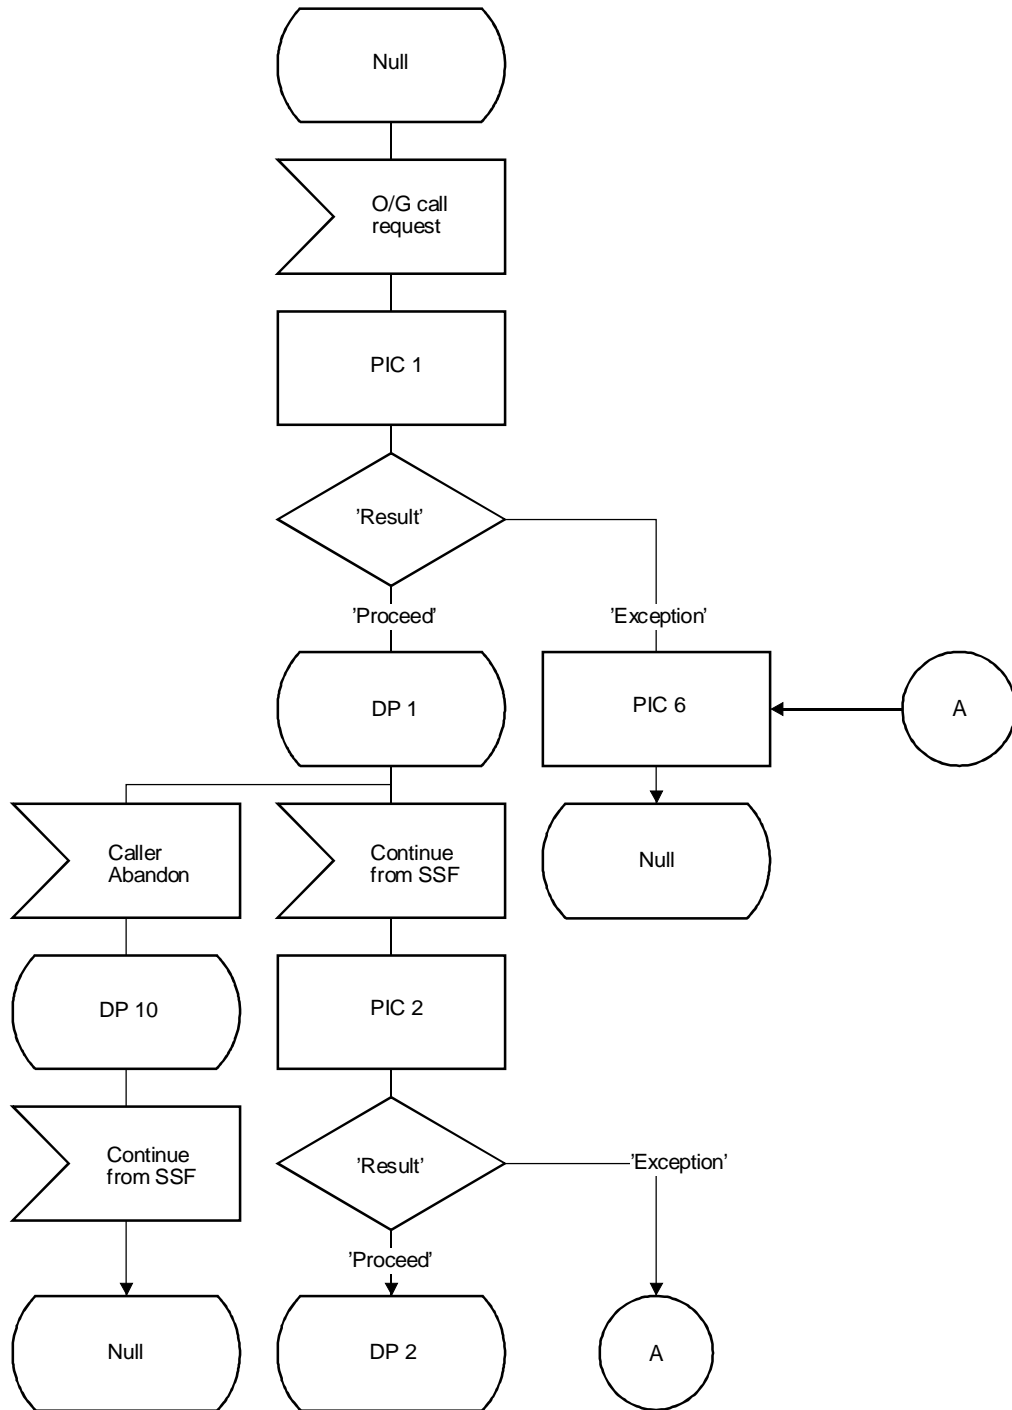 Null
O/G call
request
PIC 1
’Result’
’Proceed’
’Exception’
DP 1
PIC 6
A
Caller
Abandon
Continue
from SSF
Null
DP 10
PIC 2
Continue
from SSF
’Result’
’Exception’
’Proceed’
Null
DP 2
A